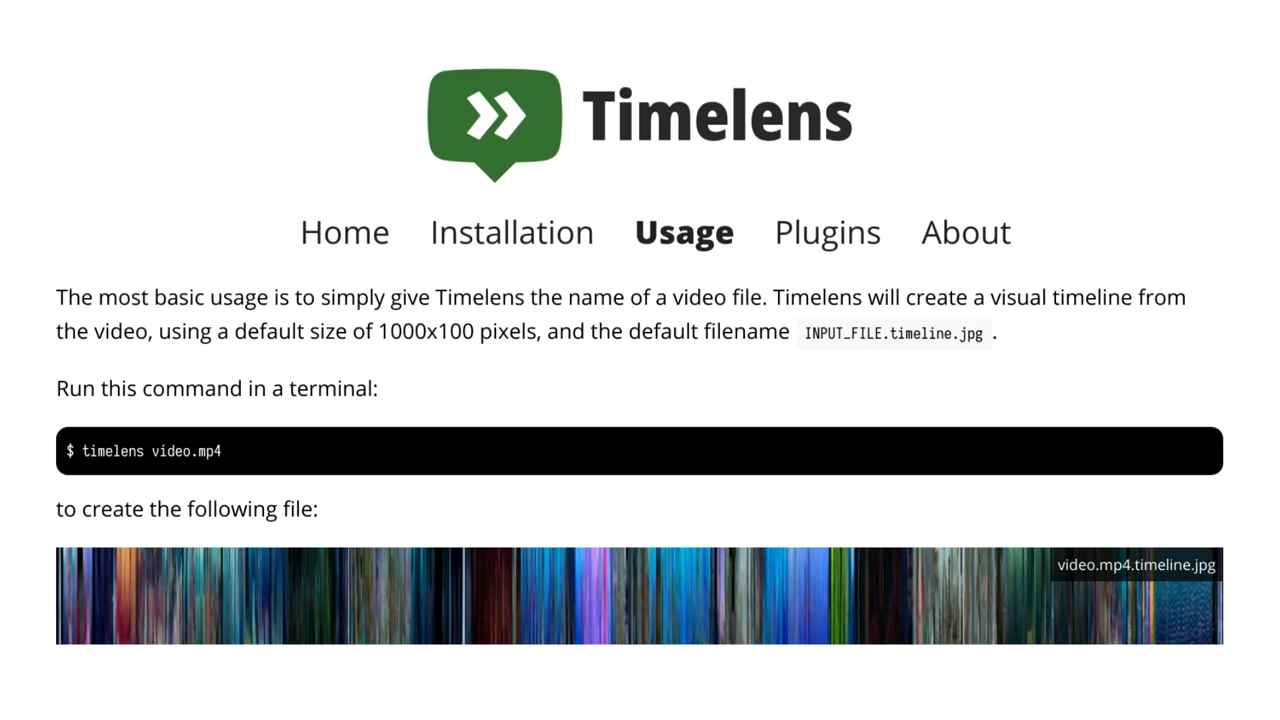 Timelens
Home Installation Usage Plugins About
The most basic usage is to simply give Timelens the name of a video file. Timelens will create a visual timeline from
the video, using a default size of 1000x100 pixels, and the default filename INPUT_FILE.timeline.jpg .
Run this command in a terminal:
$ timelens video.mp4
to create the following file:
video.mp4.timeline.jpg